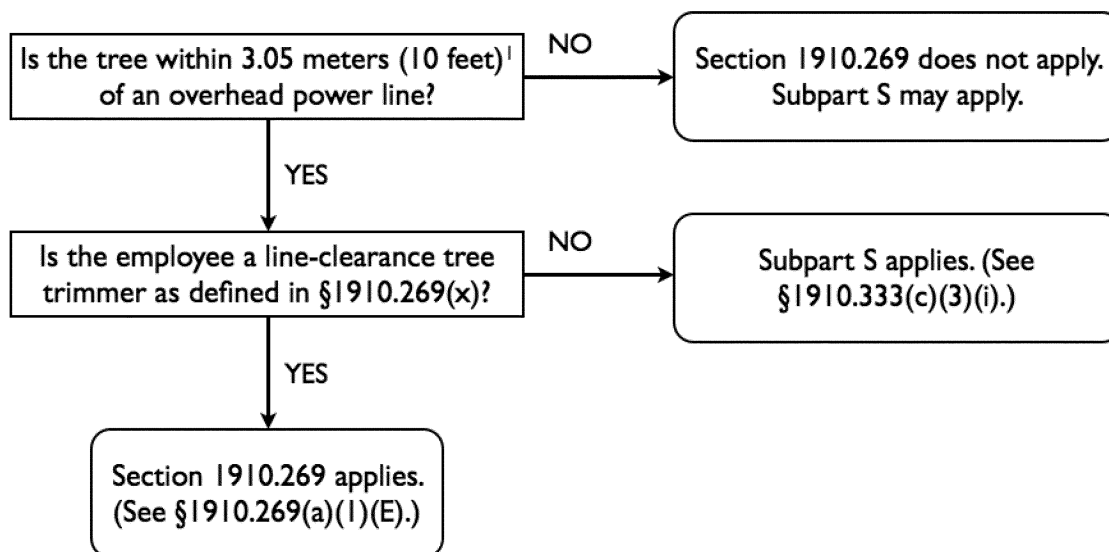 Is the tree within 3.05 meters (10 feet)¹
of an overhead power line?
NO
Section 1910.269 does not apply.
Subpart S may apply.
YES
Is the employee a line-clearance tree
trimmer as defined in §1910.269(x)?
NO
Subpart S applies. (See
§1910.333(c)(3)(i).)
YES
Section 1910.269 applies.
(See §1910.269(a)(1)(E).)